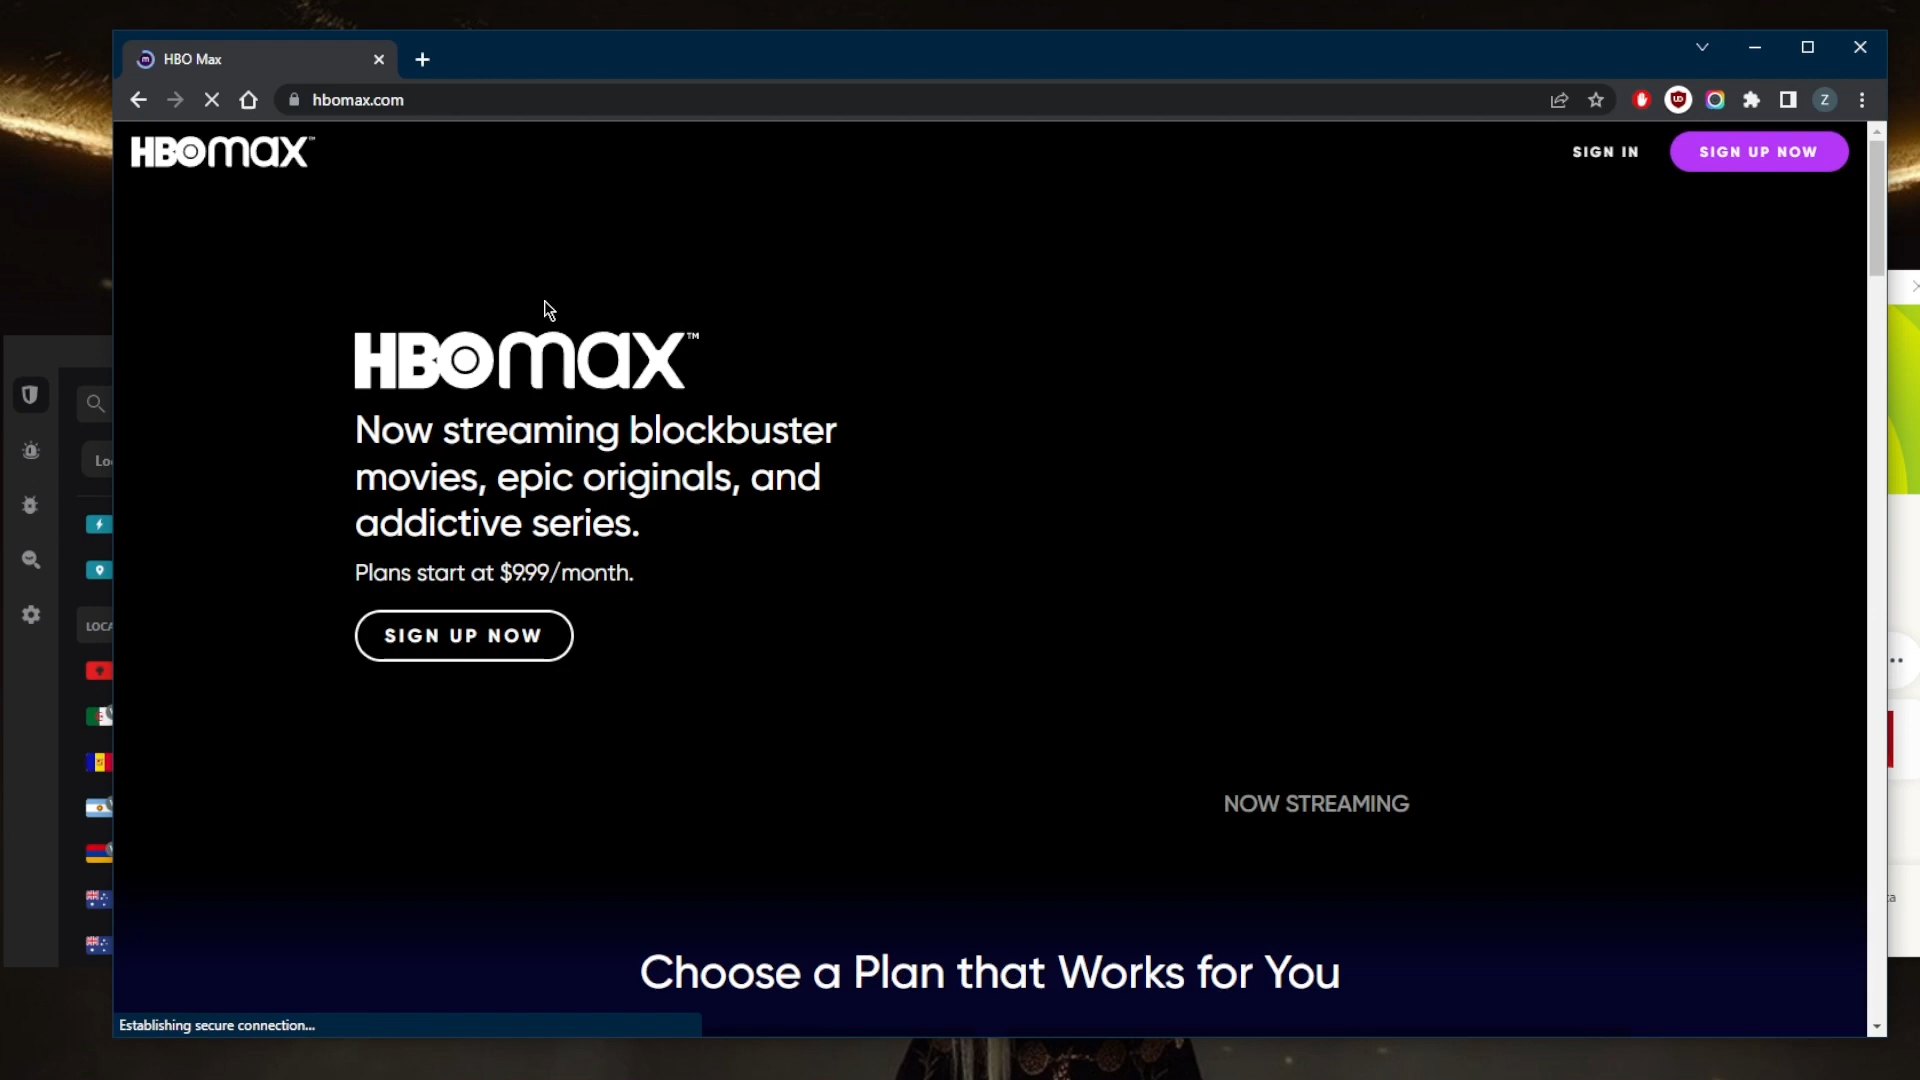 HBO Max
hbomax.com
HBOmax™
SIGN IN
SIGN UP NOW
HBOmax™
Now streaming blockbuster
movies, epic originals, and
addictive series.
Plans start at $9.99/month.
SIGN UP NOW
NOW STREAMING
Choose a Plan that Works for You
Establishing secure connection...
Z